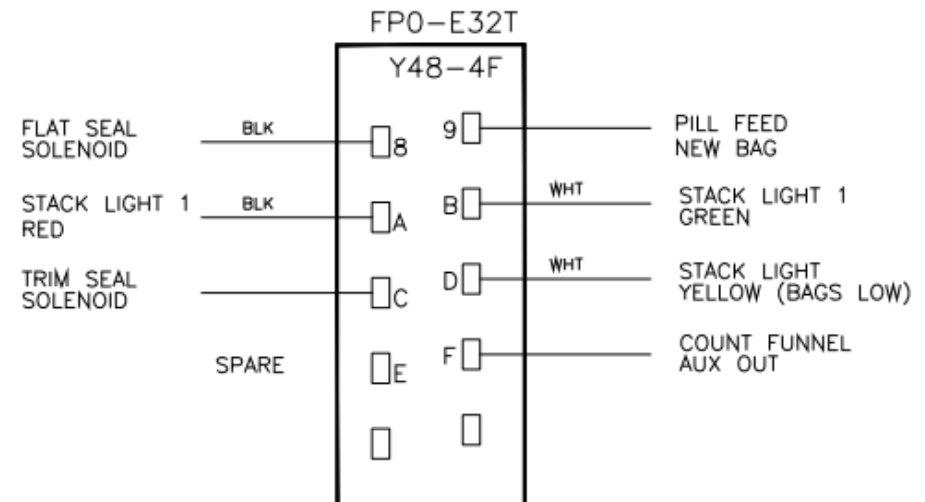 FP0-E32T
Y48-4F
FLAT SEAL
SOLENOID
BLK
8
9
PILL FEED
NEW BAG
STACK LIGHT 1
RED
BLK
A
B
WHT
STACK LIGHT 1
GREEN
TRIM SEAL
SOLENOID
C
D
WHT
STACK LIGHT
YELLOW (BAGS LOW)
SPARE
E
F
COUNT FUNNEL
AUX OUT